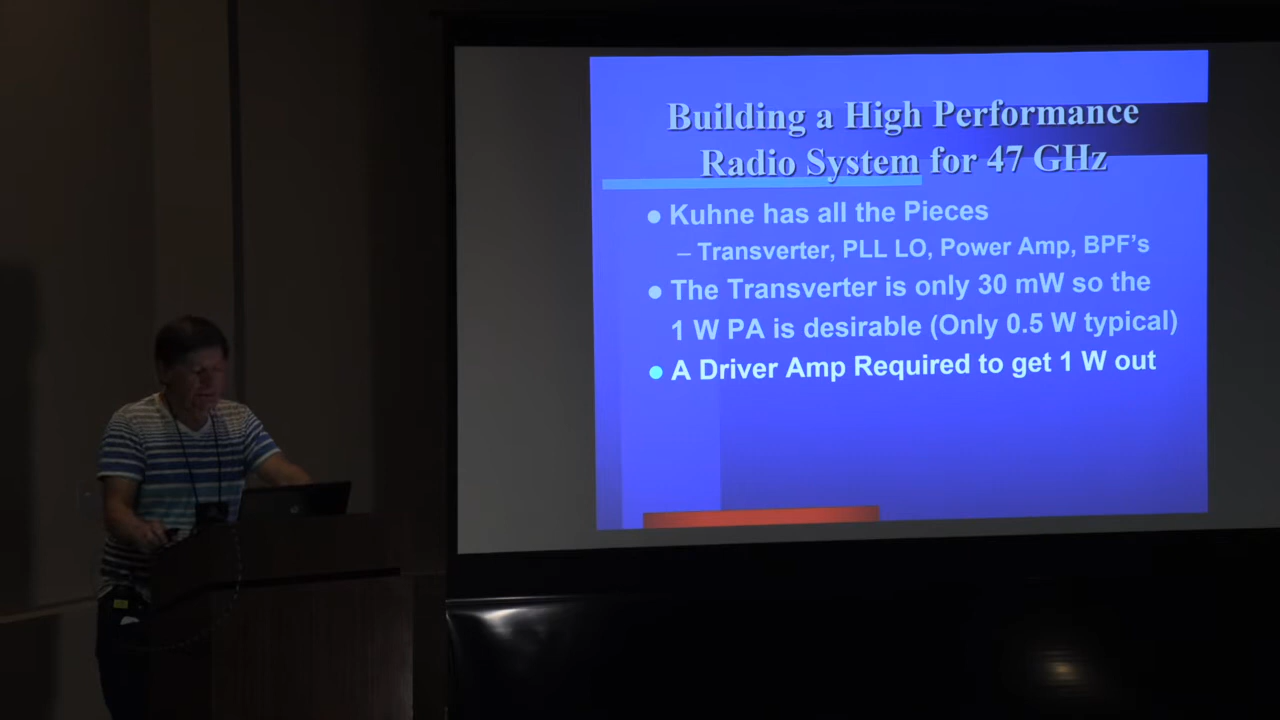 Building a High Performance
Radio System for 47 GHz
● Kuhne has all the Pieces
– Transverter, PLL LO, Power Amp, BPF's
● The Transverter is only 30 mW so the
1 W PA is desirable (Only 0.5 W typical)
● A Driver Amp Required to get 1 W out